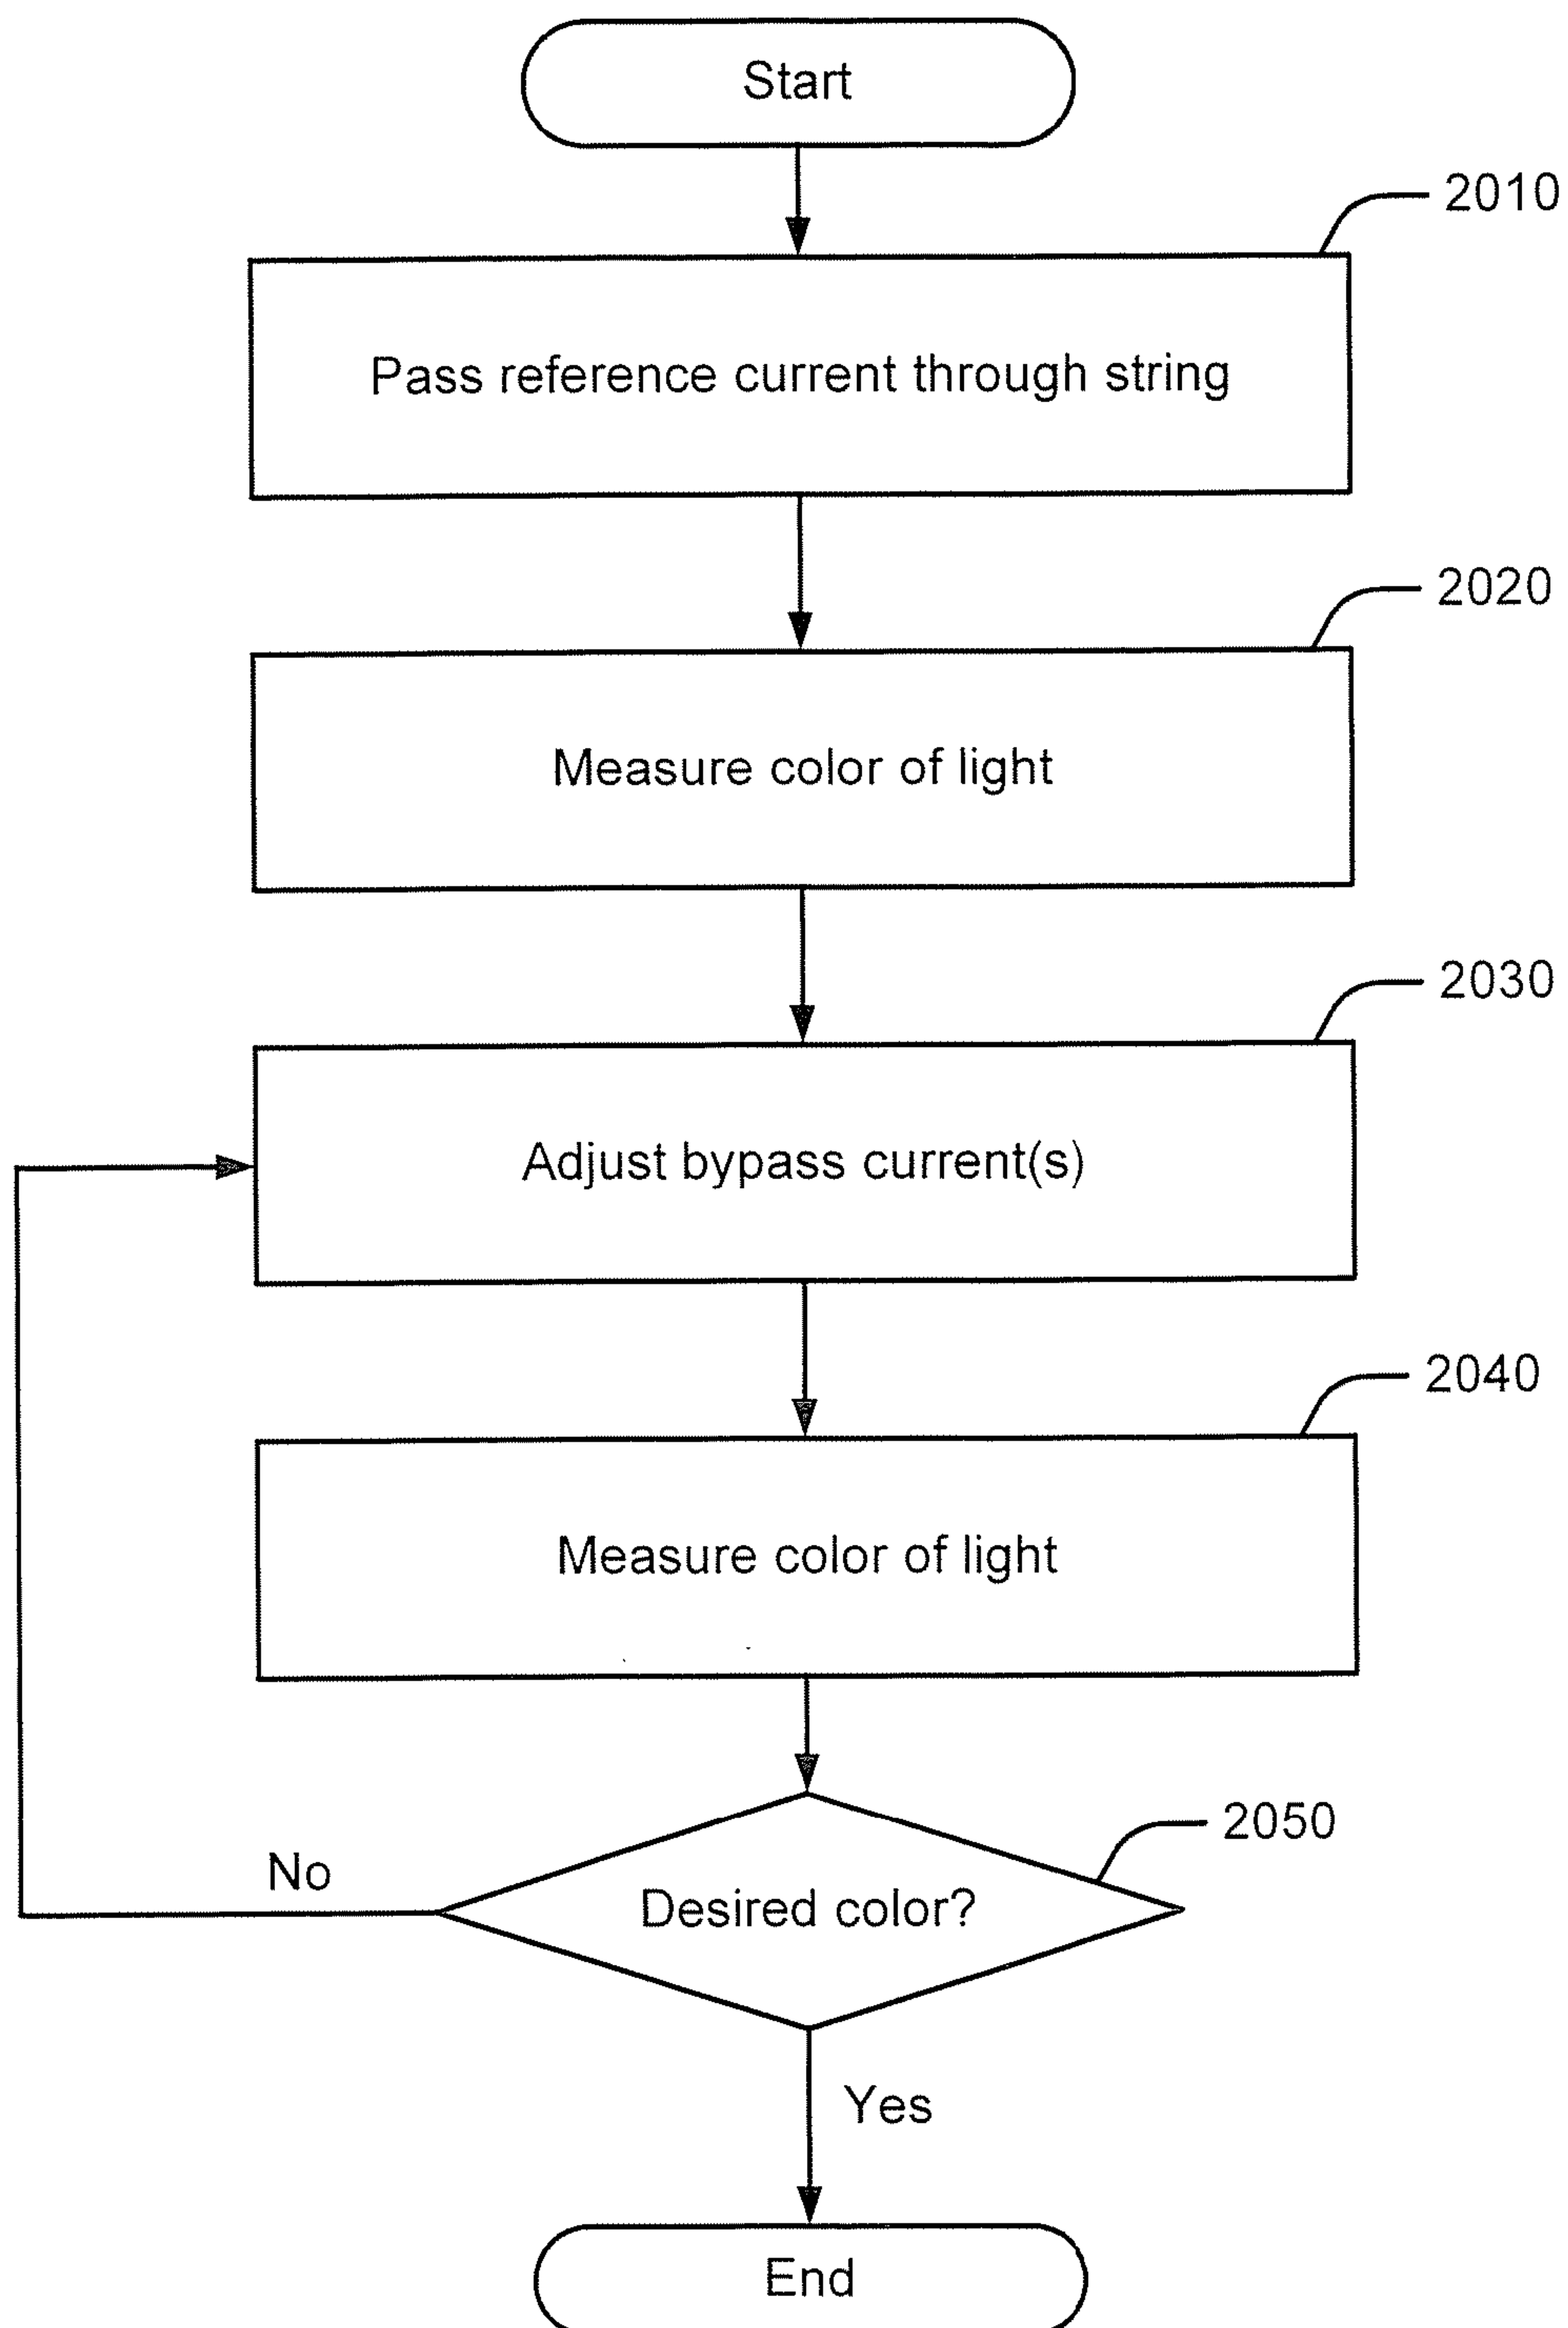 Start
2010
Pass reference current through string
2020
Measure color of light
2030
Adjust bypass current(s)
2040
Measure color of light
2050
No
Desired color?
Yes
End